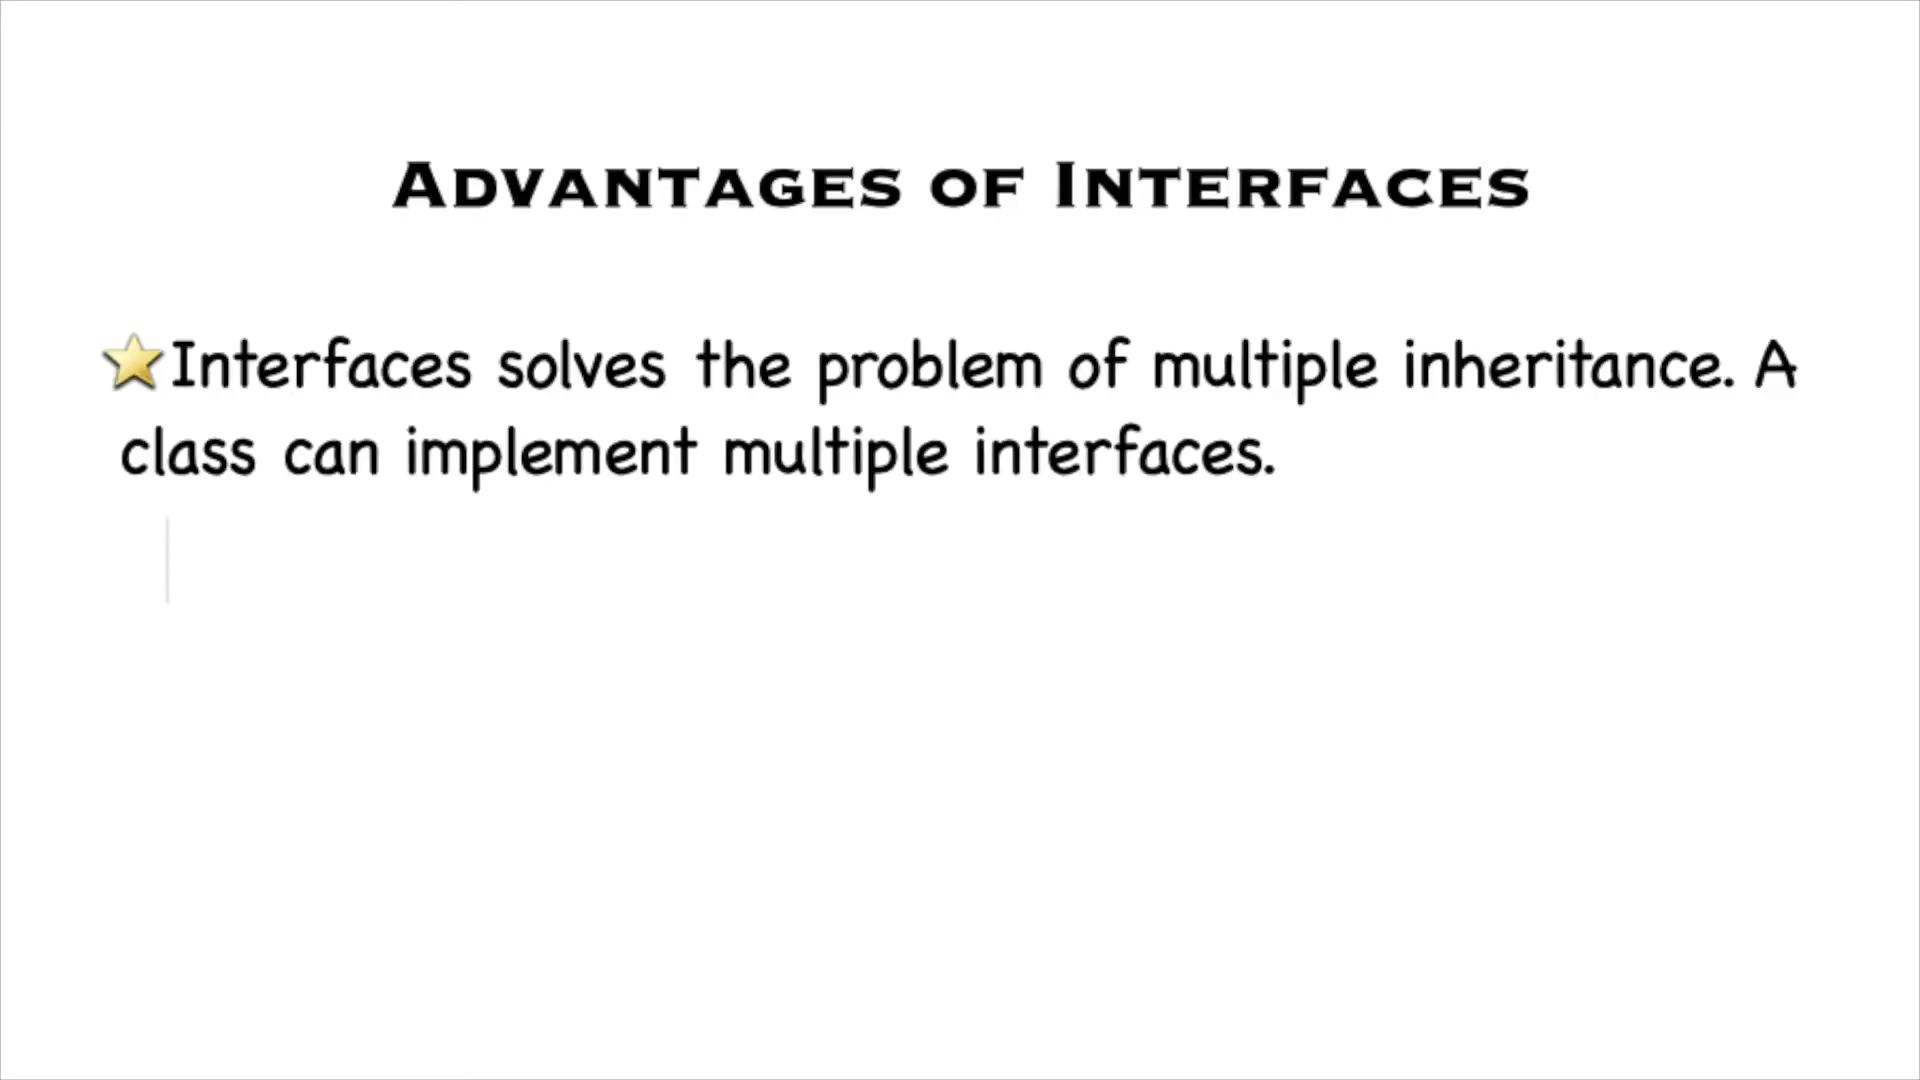 Advantages of Interfaces
Interfaces solves the problem of multiple inheritance. A
class can implement multiple interfaces.